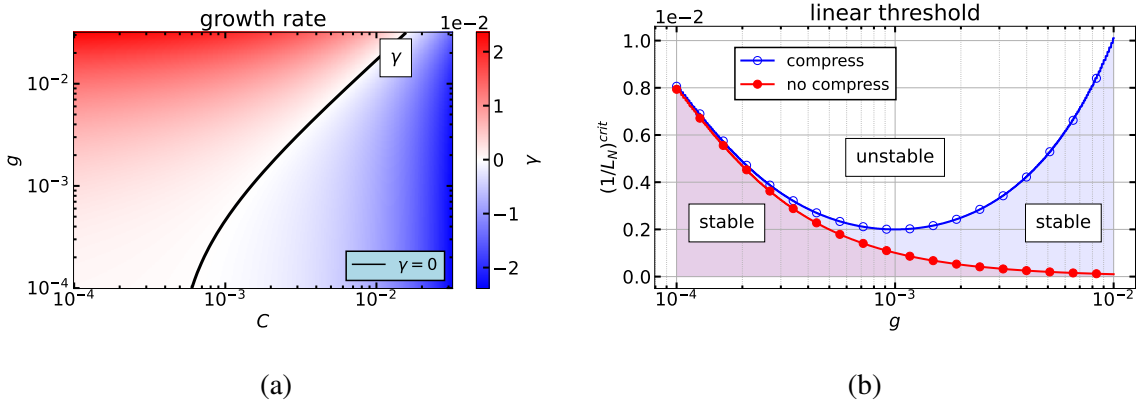 growth rate
1e−2
10⁻²
10⁻³
10⁻⁴
g
γ
γ = 0
10⁻⁴
10⁻³
10⁻²
C
2
1
0
−1
−2
γ
(a)
linear threshold
1e−2
1.0
0.8
0.6
0.4
0.2
0.0
(1/L_N)^crit
compress
no compress
unstable
stable
stable
10⁻⁴
10⁻³
10⁻²
g
(b)